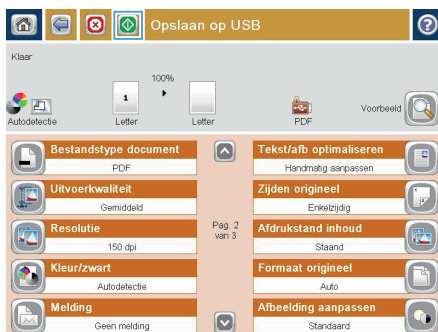 Opslaan op USB
Klaar
100%
1
Autodetectie
Letter
Letter
PDF
Voorbeeld
Bestandstype document
PDF
Tekst/afb optimaliseren
Handmatig aanpassen
Uitvoerkwaliteit
Gemiddeld
Zijden origineel
Enkelzijdig
Resolutie
150 dpi
Pag. 2
van 3
Afdrukstand inhoud
Staand
Kleur/zwart
Autodetectie
Formaat origineel
Auto
Melding
Geen melding
Afbeelding aanpassen
Standaard